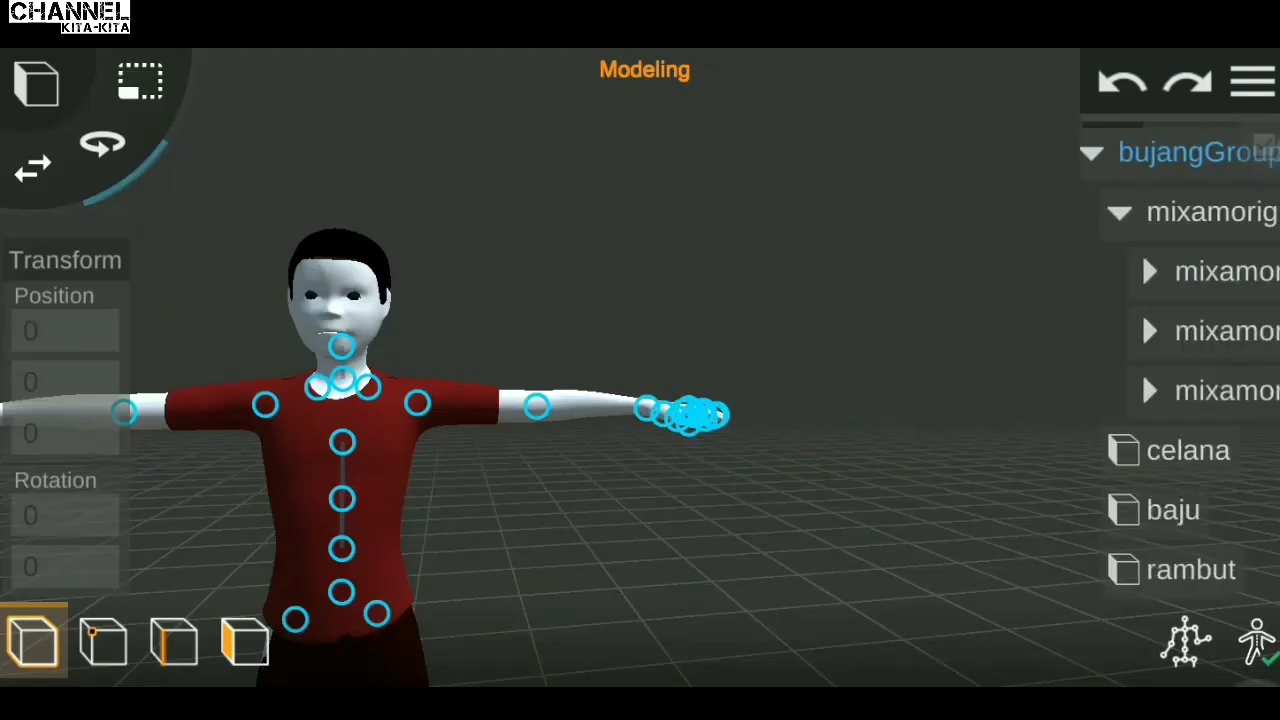 CHANNEL
KITA-KITA
Modeling
bujangGroup
mixamorig
mixamor
mixamor
mixamor
celana
baju
rambut
Transform
Position
0
0
0
Rotation
0
0